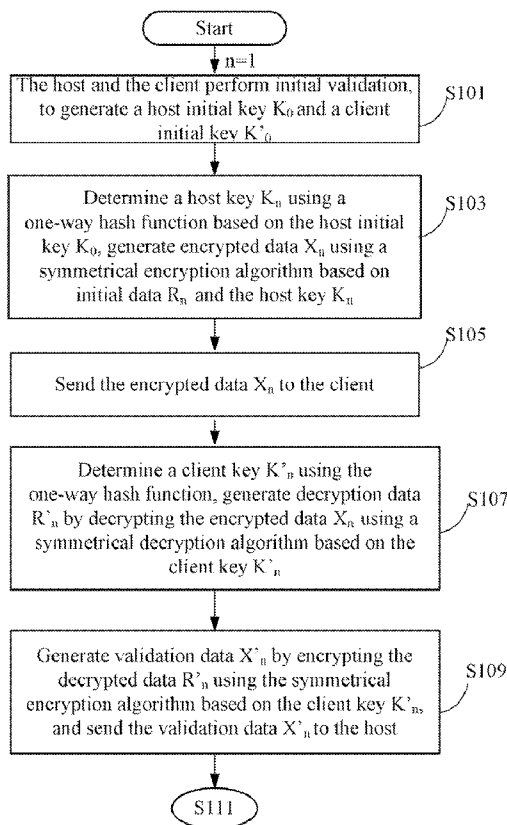 Start
n=1
The host and the client perform initial validation,
to generate a host initial key K₀ and a client
initial key K'₀
S101
Determine a host key Kₙ using a
one-way hash function based on the host initial
key K₀, generate encrypted data Xₙ using a
symmetrical encryption algorithm based on
initial data Rₙ and the host key Kₙ
S103
Send the encrypted data Xₙ to the client
S105
Determine a client key K'ₙ using the
one-way hash function, generate decryption data
R'ₙ by decrypting the encrypted data Xₙ using a
symmetrical decryption algorithm based on the
client key K'ₙ
S107
Generate validation data X'ₙ by encrypting the
decrypted data R'ₙ using the symmetrical
encryption algorithm based on the client key K'ₙ,
and send the validation data X'ₙ to the host
S109
S111